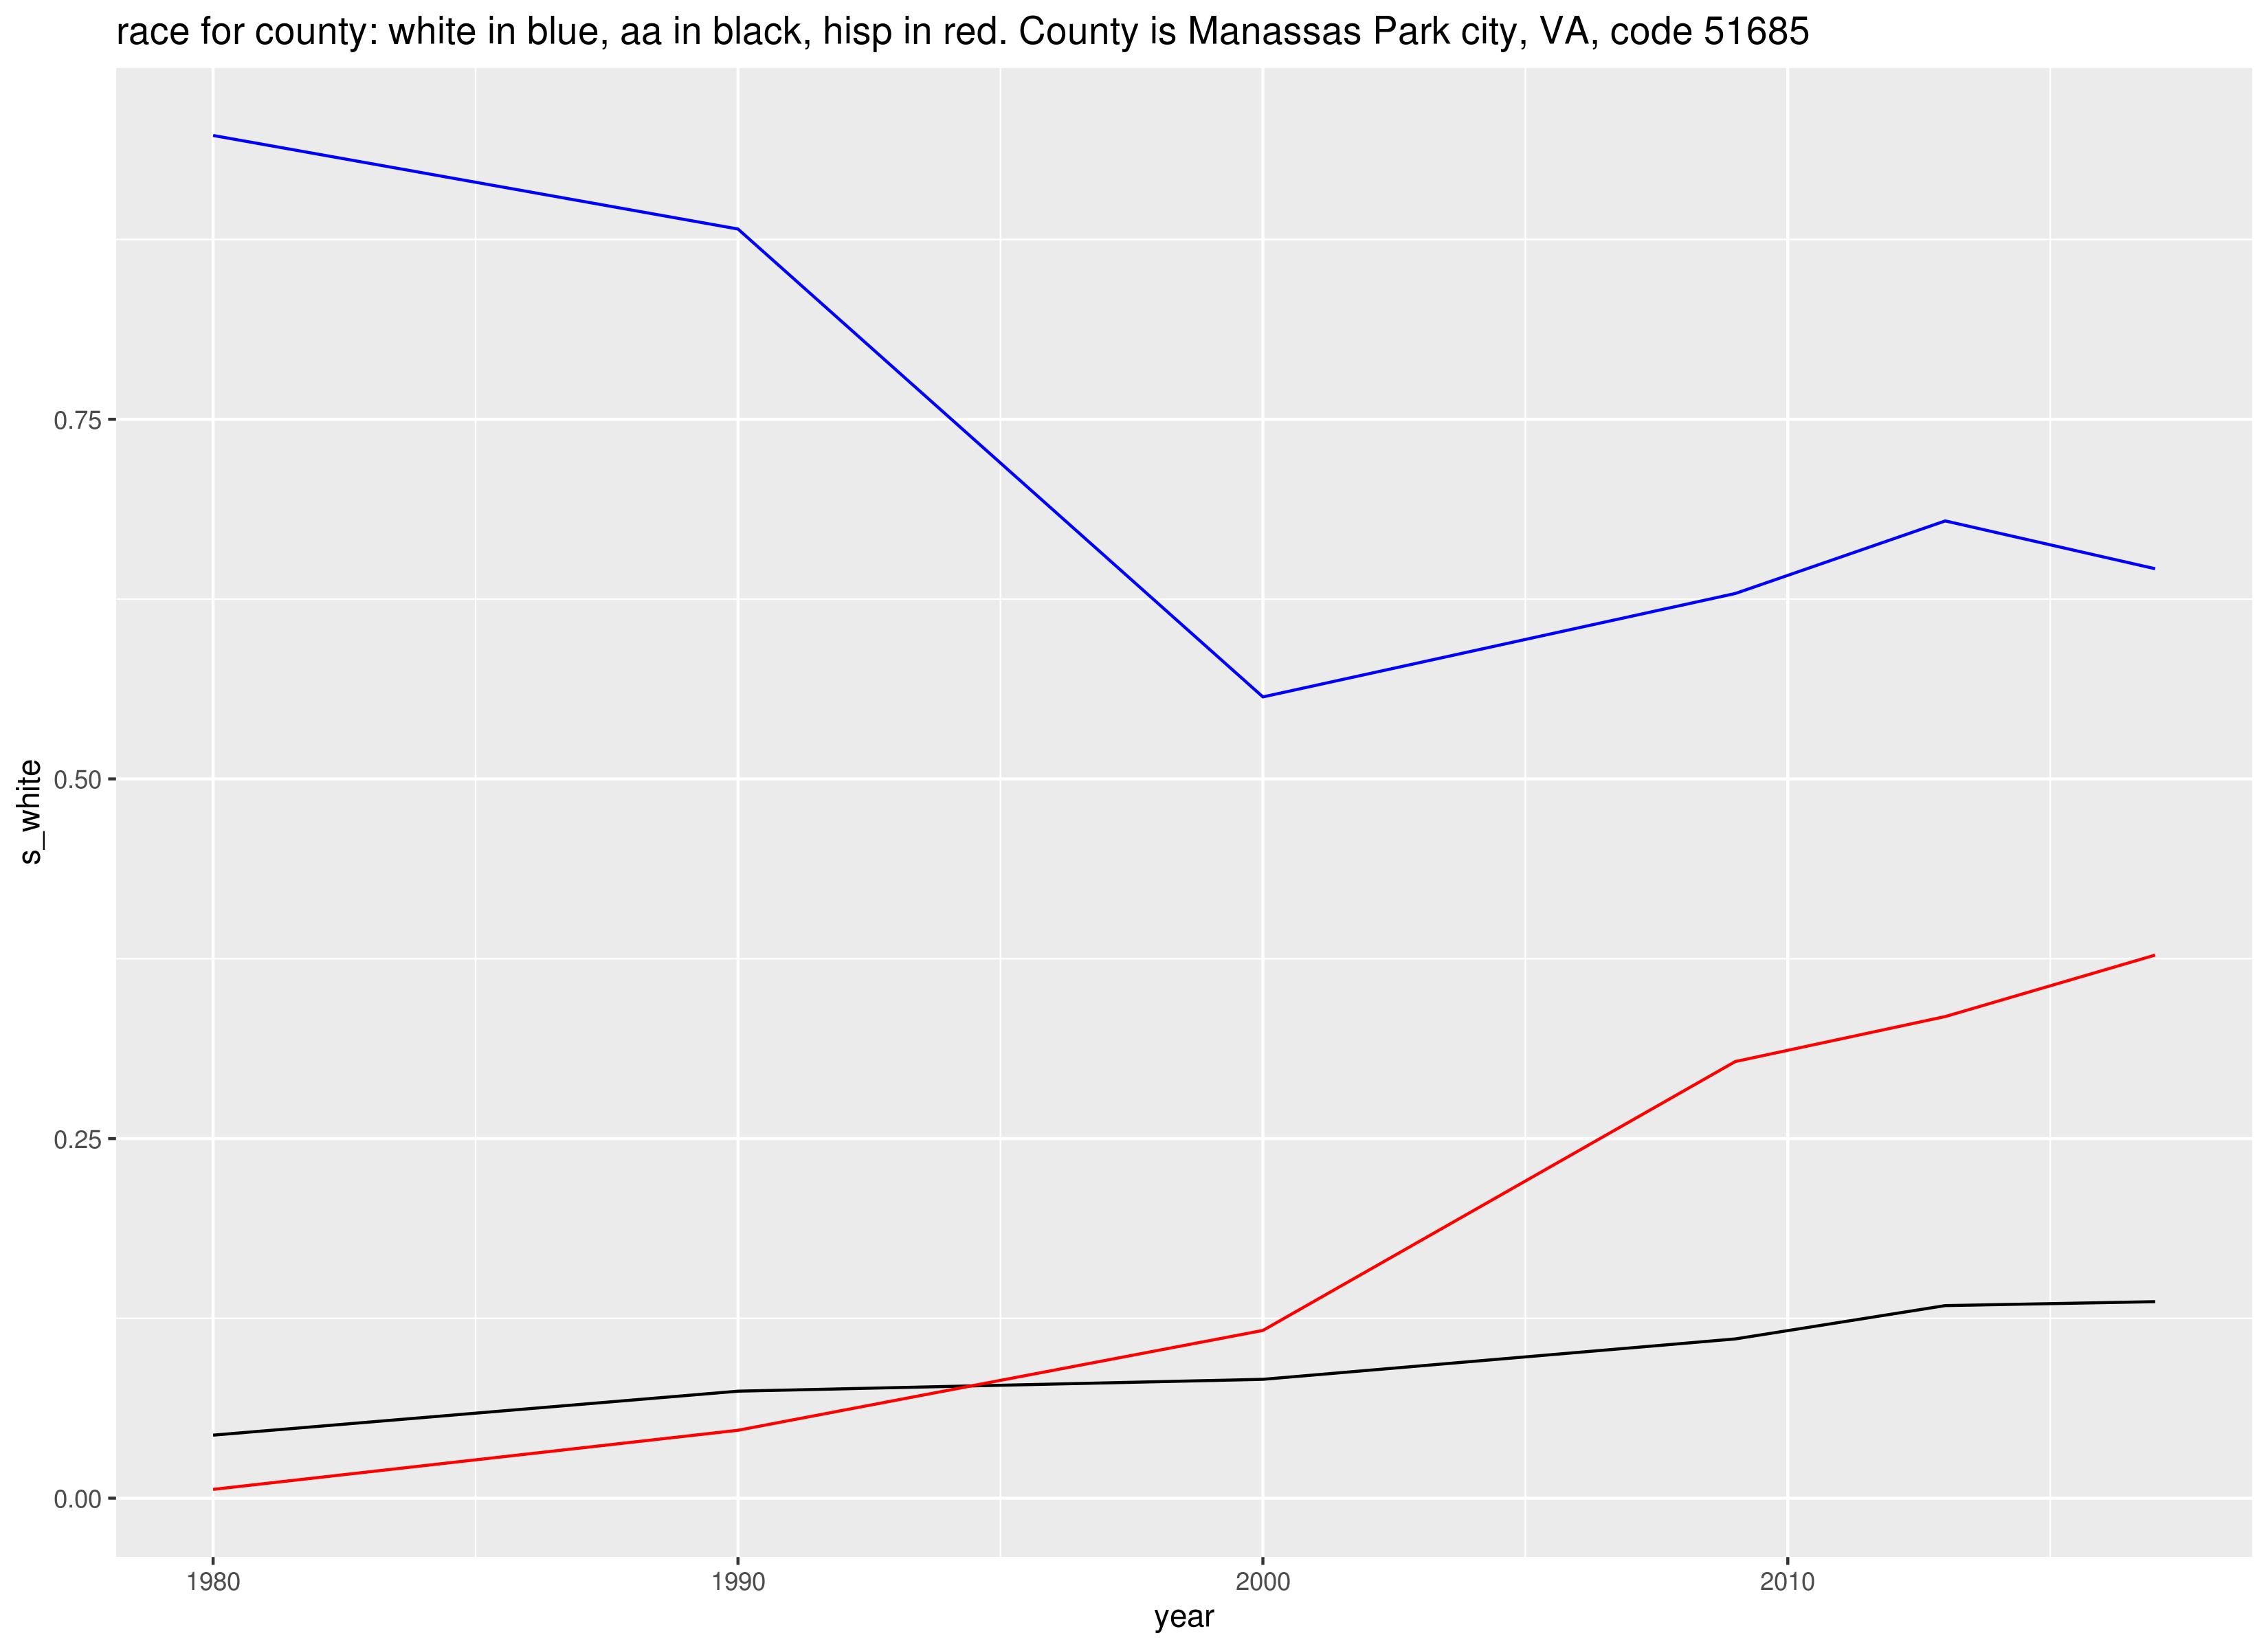 race for county: white in blue, aa in black, hisp in red. County is Manassas Park city, VA, code 51685
0.75
0.50
0.25
0.00
s_white
1980 1990 2000 2010
year